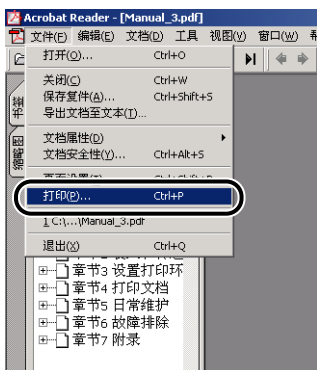 Acrobat Reader - [Manual_3.pdf]
文件(F) 编辑(E) 文档(D) 工具 视图(V) 窗口(W)
打开(O)... Ctrl+O
关闭(C) Ctrl+W
保存复件(A)... Ctrl+Shift+S
导出文档至文本(T)...
文档属性(D)
文档安全性(Y)... Ctrl+Alt+S
打印(P)... Ctrl+P
1 C:\...\Manual_3.pdf
退出(X) Ctrl+Q
章节3 设置打印环
章节4 打印文档
章节5 日常维护
章节6 故障排除
章节7 附录